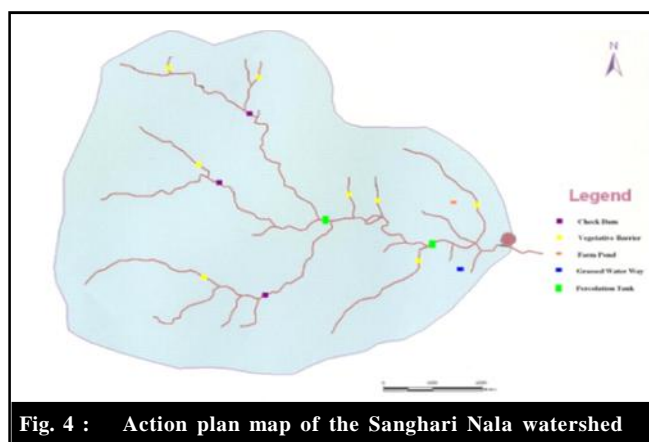 N
Legend
Check Dam
Vegetative Barrier
Farm Pond
Grassed Water Way
Percolation Tank
Fig. 4 : Action plan map of the Sanghari Nala watershed